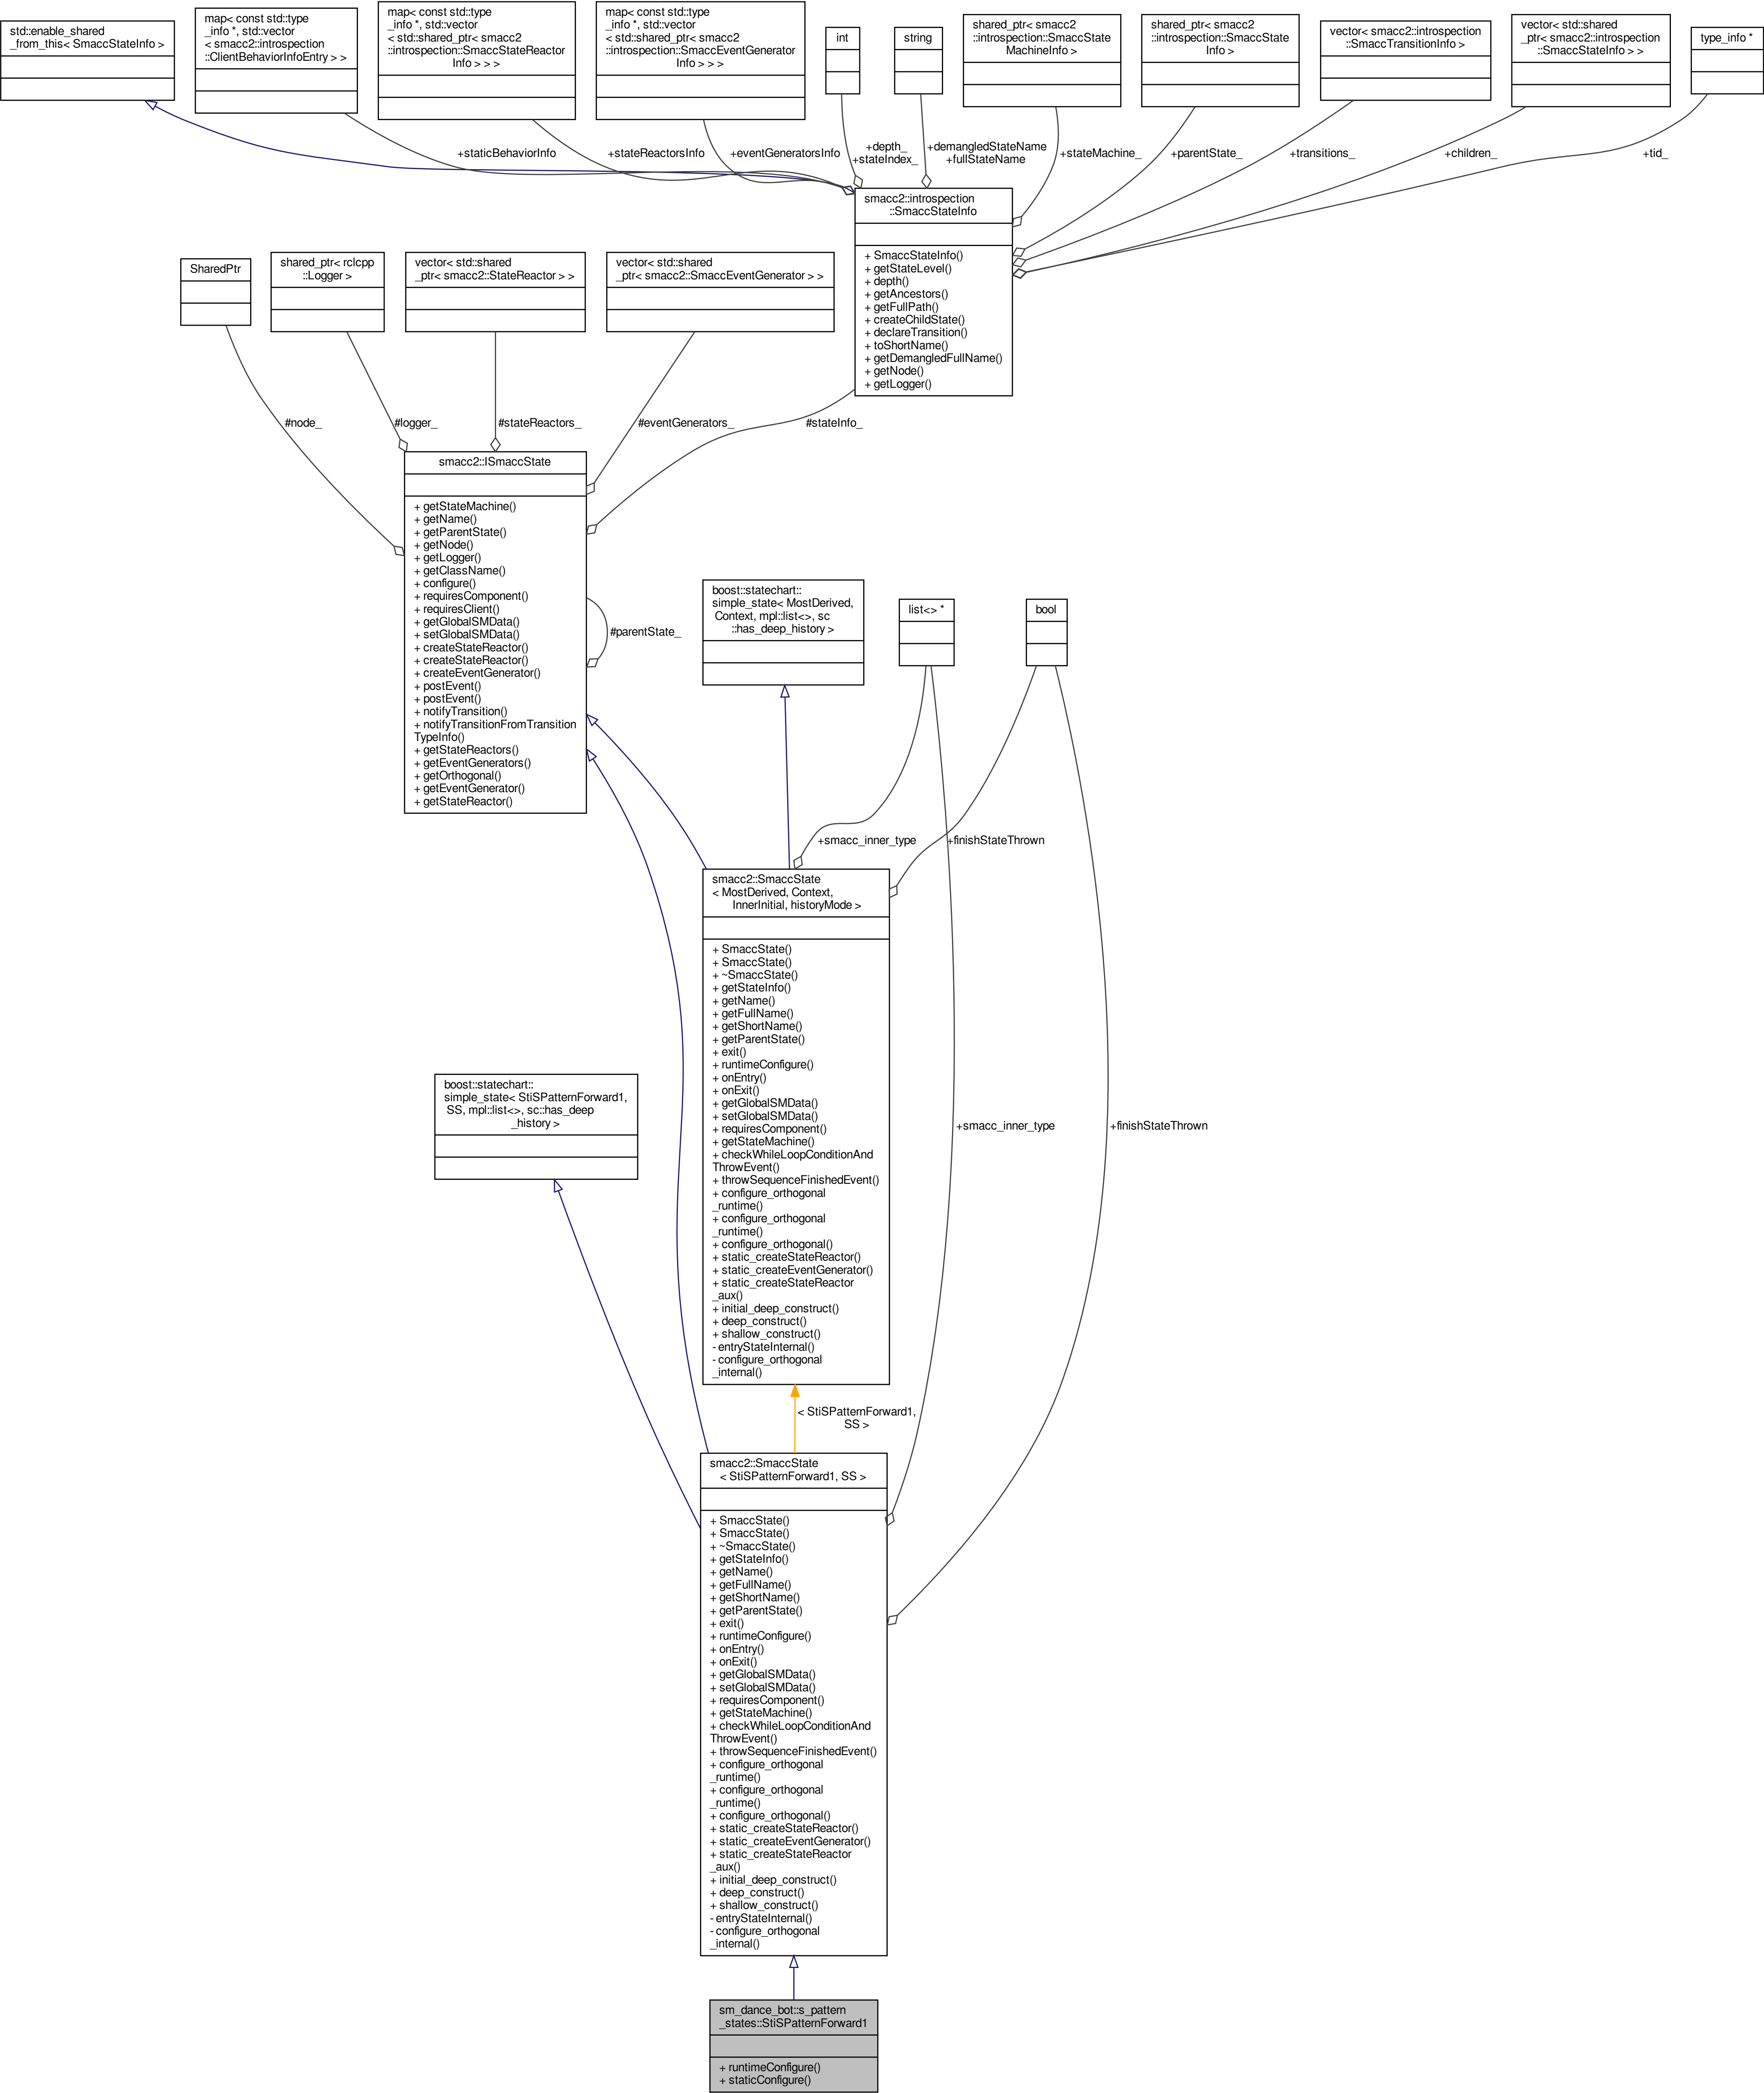 std::enable_shared
_from_this< SmaccStateInfo >
map< const std::type
_info *, std::vector
< smacc2::introspection
::ClientBehaviorInfoEntry > >
map< const std::type
_info *, std::vector
< std::shared_ptr< smacc2
::introspection::SmaccStateReactor
Info > > >
map< const std::type
_info *, std::vector
< std::shared_ptr< smacc2
::introspection::SmaccEventGenerator
Info > > >
int
string
shared_ptr< smacc2
::introspection::SmaccState
MachineInfo >
shared_ptr< smacc2
::introspection::SmaccState
Info >
vector< smacc2::introspection
::SmaccTransitionInfo >
vector< std::shared
_ptr< smacc2::introspection
::SmaccStateInfo > >
type_info *
+staticBehaviorInfo
+stateReactorsInfo
+eventGeneratorsInfo
+depth_
+stateIndex_
+demangledStateName
+fullStateName
+stateMachine_
+parentState_
+transitions_
+children_
+tid_
smacc2::introspection
::SmaccStateInfo
+ SmaccStateInfo()
+ getStateLevel()
+ depth()
+ getAncestors()
+ getFullPath()
+ createChildState()
+ declareTransition()
+ toShortName()
+ getDemangledFullName()
+ getNode()
+ getLogger()
SharedPtr
shared_ptr< rclcpp
::Logger >
vector< std::shared
_ptr< smacc2::StateReactor > >
vector< std::shared
_ptr< smacc2::SmaccEventGenerator > >
#node_
#logger_
#stateReactors_
#eventGenerators_
#stateInfo_
smacc2::ISmaccState
+ getStateMachine()
+ getName()
+ getParentState()
+ getNode()
+ getLogger()
+ getClassName()
+ configure()
+ requiresComponent()
+ requiresClient()
+ getGlobalSMData()
+ setGlobalSMData()
+ createStateReactor()
+ createStateReactor()
+ createEventGenerator()
+ postEvent()
+ postEvent()
+ notifyTransition()
+ notifyTransitionFromTransition
TypeInfo()
+ getStateReactors()
+ getEventGenerators()
+ getOrthogonal()
+ getEventGenerator()
+ getStateReactor()
#parentState_
boost::statechart::
simple_state< MostDerived,
Context, mpl::list<>, sc
::has_deep_history >
list<> *
bool
+smacc_inner_type
+finishStateThrown
smacc2::SmaccState
< MostDerived, Context,
InnerInitial, historyMode >
+ SmaccState()
+ SmaccState()
+ ~SmaccState()
+ getStateInfo()
+ getName()
+ getFullName()
+ getShortName()
+ getParentState()
+ exit()
+ runtimeConfigure()
+ onEntry()
+ onExit()
+ getGlobalSMData()
+ setGlobalSMData()
+ requiresComponent()
+ getStateMachine()
+ checkWhileLoopConditionAnd
ThrowEvent()
+ throwSequenceFinishedEvent()
+ configure_orthogonal
_runtime()
+ configure_orthogonal
_runtime()
+ configure_orthogonal()
+ static_createStateReactor()
+ static_createEventGenerator()
+ static_createStateReactor
_aux()
+ initial_deep_construct()
+ deep_construct()
+ shallow_construct()
- entryStateInternal()
- configure_orthogonal
_internal()
boost::statechart::
simple_state< StiSPatternForward1,
SS, mpl::list<>, sc::has_deep
_history >
+smacc_inner_type
+finishStateThrown
< StiSPatternForward1,
SS >
smacc2::SmaccState
< StiSPatternForward1, SS >
+ SmaccState()
+ SmaccState()
+ ~SmaccState()
+ getStateInfo()
+ getName()
+ getFullName()
+ getShortName()
+ getParentState()
+ exit()
+ runtimeConfigure()
+ onEntry()
+ onExit()
+ getGlobalSMData()
+ setGlobalSMData()
+ requiresComponent()
+ getStateMachine()
+ checkWhileLoopConditionAnd
ThrowEvent()
+ throwSequenceFinishedEvent()
+ configure_orthogonal
_runtime()
+ configure_orthogonal
_runtime()
+ configure_orthogonal()
+ static_createStateReactor()
+ static_createEventGenerator()
+ static_createStateReactor
_aux()
+ initial_deep_construct()
+ deep_construct()
+ shallow_construct()
- entryStateInternal()
- configure_orthogonal
_internal()
sm_dance_bot::s_pattern
_states::StiSPatternForward1
+ runtimeConfigure()
+ staticConfigure()